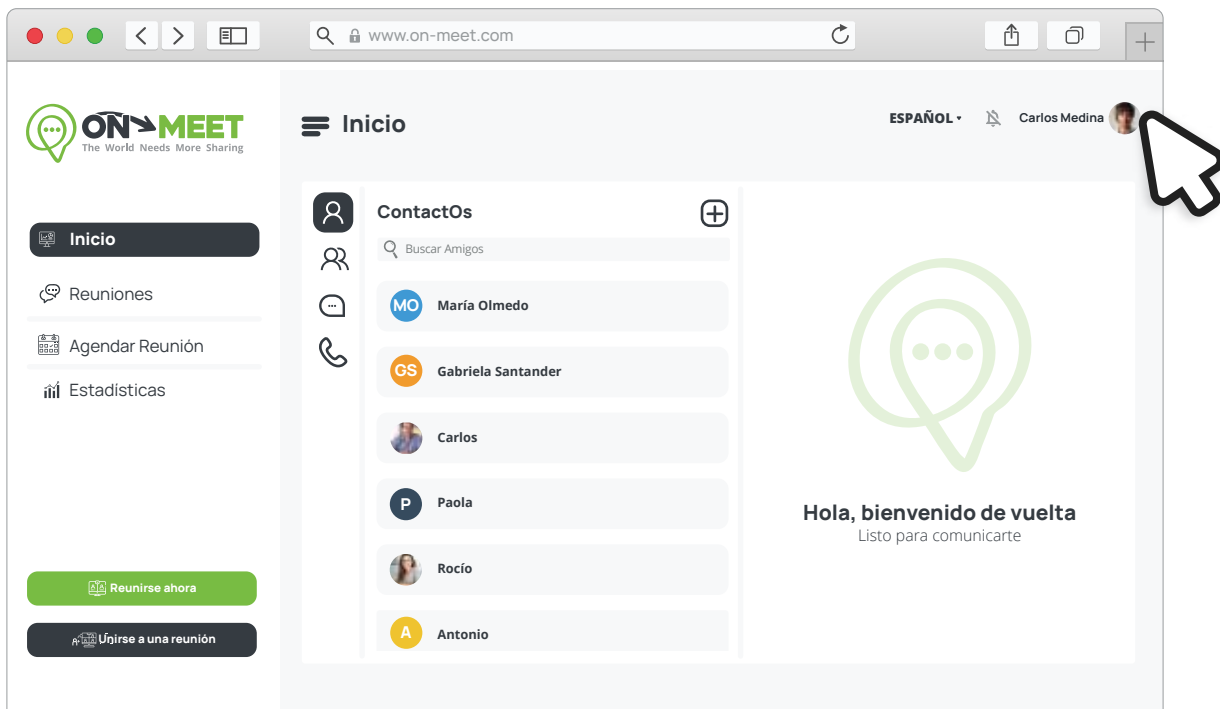 www.on-meet.com
ON MEET
The World Needs More Sharing
Inicio
ESPAÑOL
Carlos Medina
Inicio
Reuniones
Agendar Reunión
Estadísticas
Reunirse ahora
Unirse a una reunión
ContactOs
Buscar Amigos
MO María Olmedo
GS Gabriela Santander
Carlos
P Paola
Rocío
A Antonio
Hola, bienvenido de vuelta
Listo para comunicarte